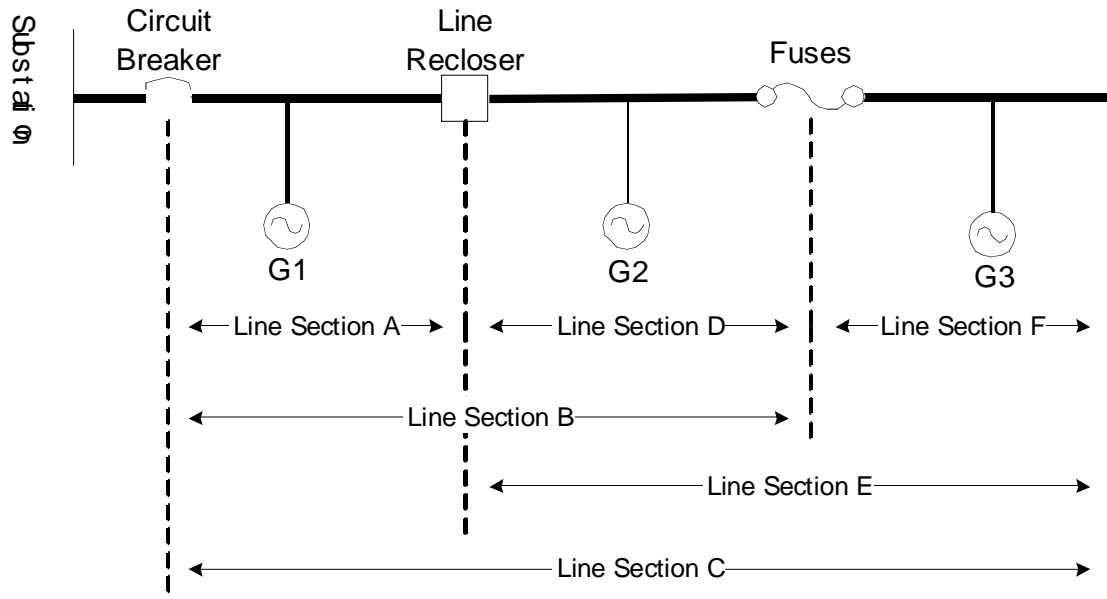 Substation
Circuit
Breaker
Line
Recloser
Fuses
G1
G2
G3
Line Section A
Line Section D
Line Section F
Line Section B
Line Section E
Line Section C